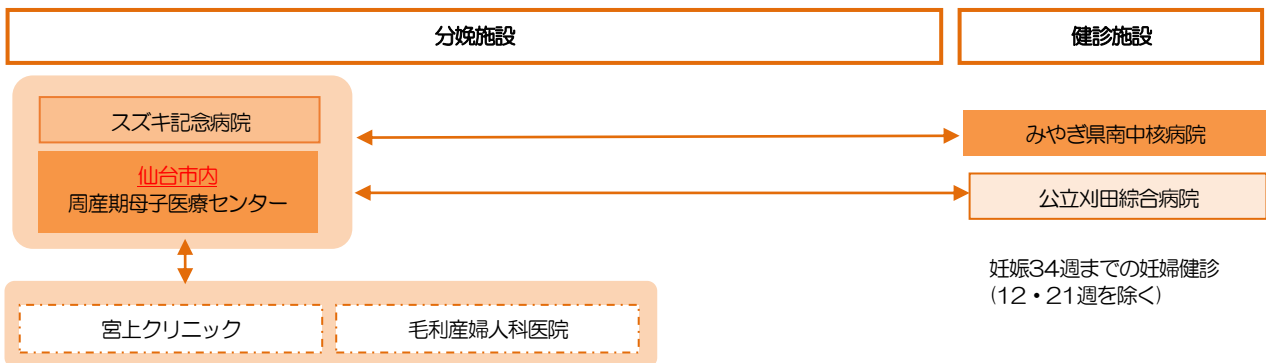 分娩施設
健診施設
スズキ記念病院
仙台市内
周産期母子医療センター
みやぎ県南中核病院
公立刈田綜合病院
妊娠34週までの妊婦健診
(12・21週を除く)
宮上クリニック
毛利産婦人科医院